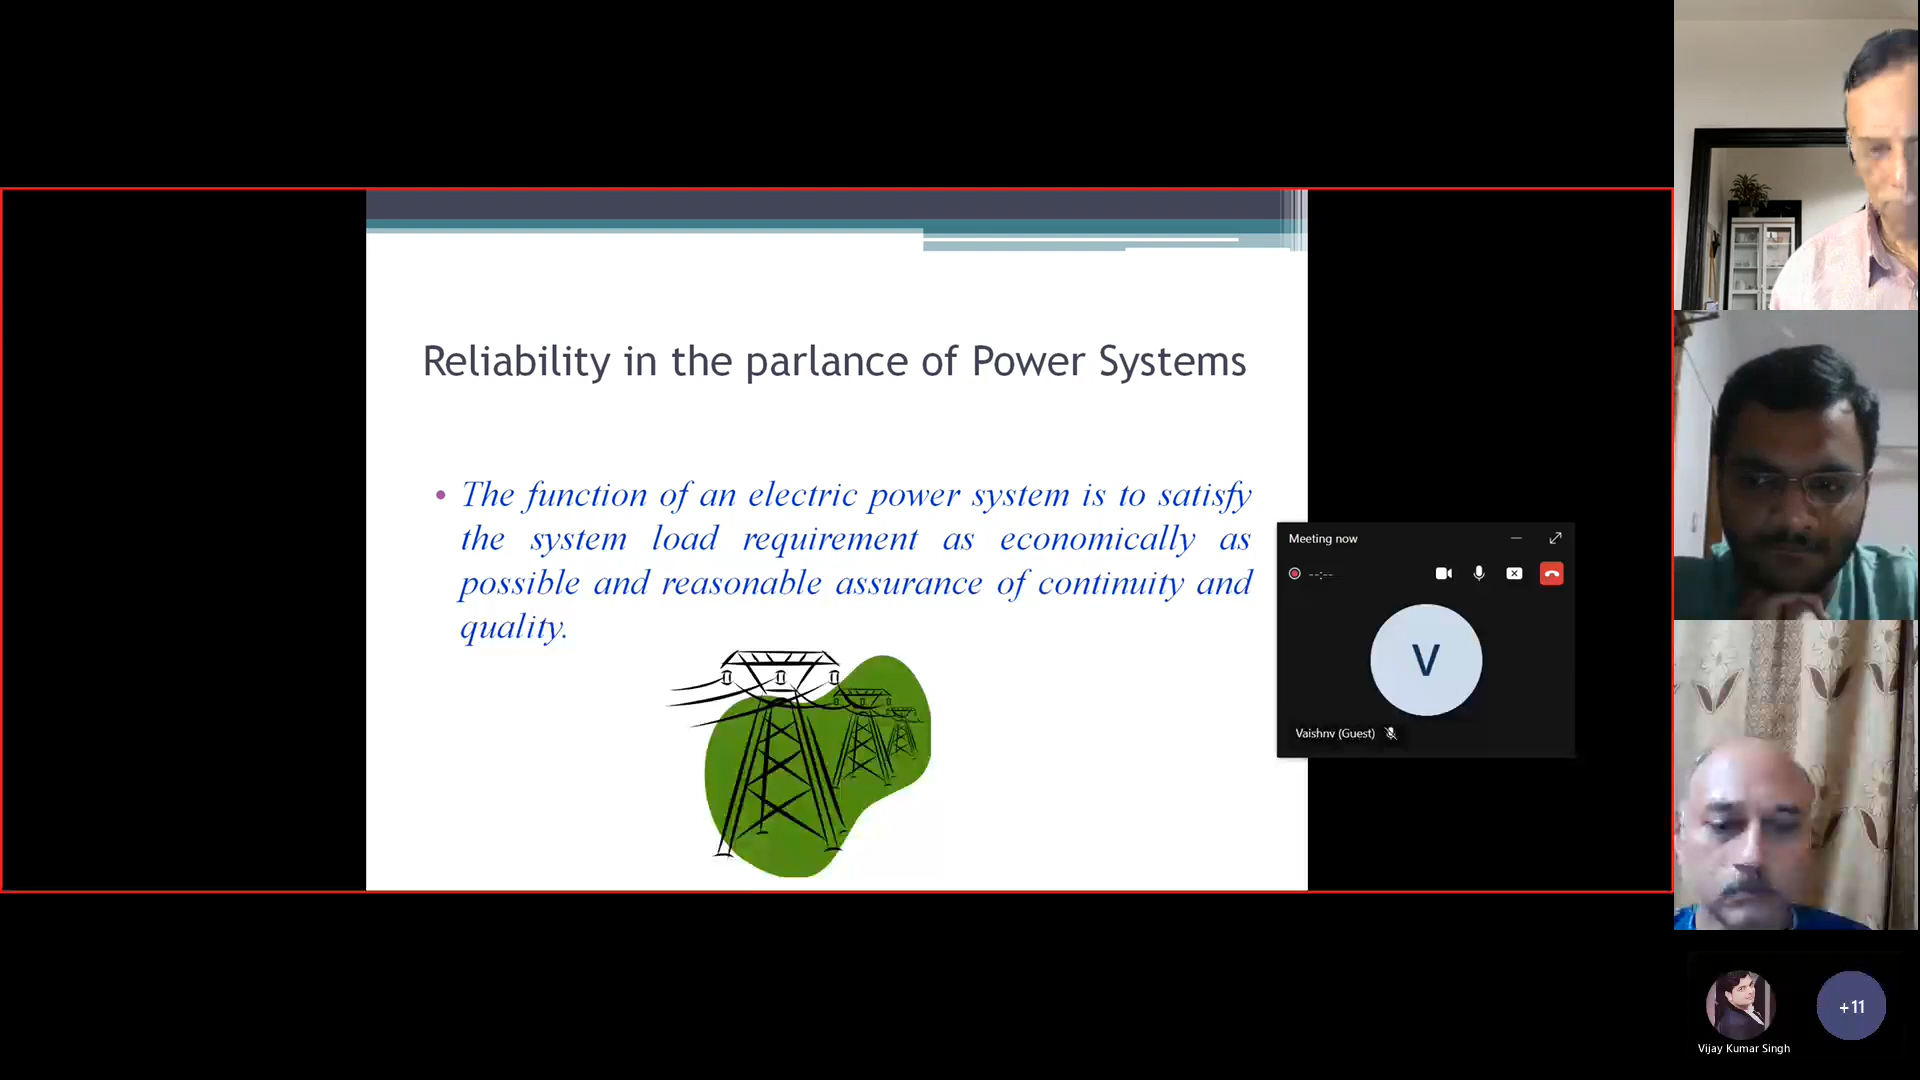 Reliability in the parlance of Power Systems
• The function of an electric power system is to satisfy
the system load requirement as economically as
possible and reasonable assurance of continuity and
quality.
Meeting now
--:--
V
Vaishnv (Guest)
+11
Vijay Kumar Singh